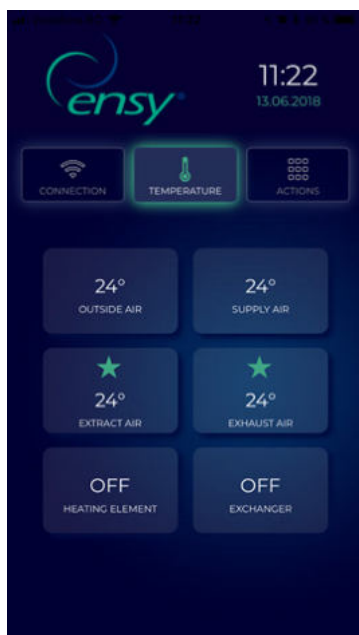 ensy®
11:22
13.06.2018
CONNECTION
TEMPERATURE
ACTIONS
24°
OUTSIDE AIR
24°
SUPPLY AIR
24°
EXTRACT AIR
24°
EXHAUST AIR
OFF
HEATING ELEMENT
OFF
EXCHANGER